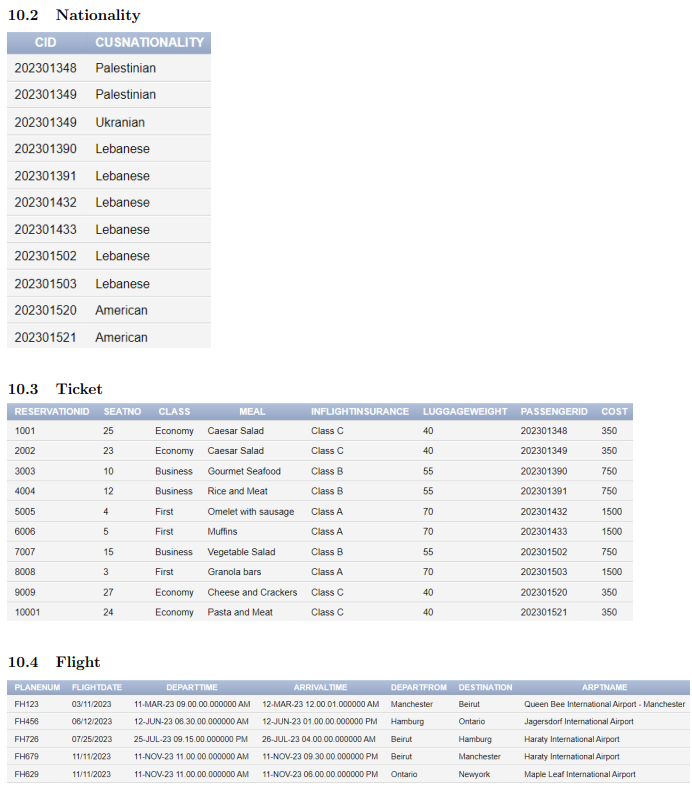 10.2 Nationality
CID CUSNATIONALITY
202301348 Palestinian
202301349 Palestinian
202301349 Ukranian
202301390 Lebanese
202301391 Lebanese
202301432 Lebanese
202301433 Lebanese
202301502 Lebanese
202301503 Lebanese
202301520 American
202301521 American
10.3 Ticket
RESERVATIONID SEATNO CLASS MEAL INFLIGHTINSURANCE LUGGAGEWEIGHT PASSENGERID COST
1001 25 Economy Caesar Salad Class C 40 202301348 350
2002 23 Economy Caesar Salad Class C 40 202301349 350
3003 10 Business Gourmet Seafood Class B 55 202301390 750
4004 12 Business Rice and Meat Class B 55 202301391 750
5005 4 First Omelet with sausage Class A 70 202301432 1500
6006 5 First Muffins Class A 70 202301433 1500
7007 15 Business Vegetable Salad Class B 55 202301502 750
8008 3 First Granola bars Class A 70 202301503 1500
9009 27 Economy Cheese and Crackers Class C 40 202301520 350
10001 24 Economy Pasta and Meat Class C 40 202301521 350
10.4 Flight
PLANENUM FLIGHTDATE DEPARTTIME ARRIVALTIME DEPARTFROM DESTINATION ARPTNAME
FH123 03/11/2023 11-MAR-23 09.00.00.000000 AM 12-MAR-23 12.00.01.000000 AM Manchester Beirut Queen Bee International Airport - Manchester
FH456 06/12/2023 12-JUN-23 06.30.00.000000 AM 12-JUN-23 01.00.00.000000 PM Hamburg Ontario Jagersdorf International Airport
FH726 07/25/2023 25-JUL-23 09.15.00.000000 PM 26-JUL-23 04.00.00.000000 AM Beirut Hamburg Haraty International Airport
FH679 11/11/2023 11-NOV-23 11.00.00.000000 AM 11-NOV-23 09.30.00.000000 PM Beirut Manchester Haraty International Airport
FH629 11/11/2023 11-NOV-23 11.00.00.000000 AM 11-NOV-23 06.00.00.000000 PM Ontario Newyork Maple Leaf International Airport